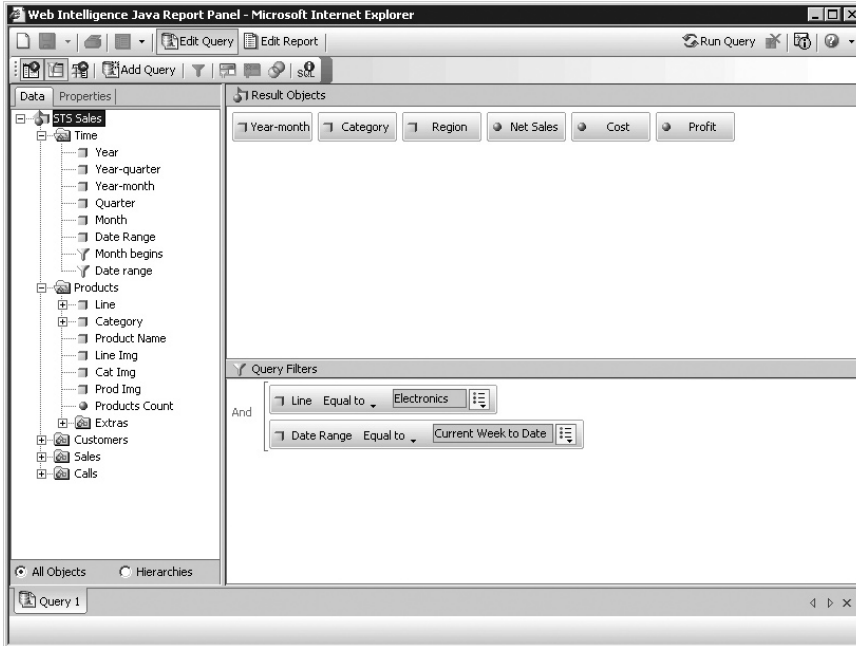 Web Intelligence Java Report Panel - Microsoft Internet Explorer
Edit Query Edit Report Run Query
Add Query SQL
Data Properties
STS Sales
Time
Year
Year-quarter
Year-month
Quarter
Month
Date Range
Month begins
Date range
Products
Line
Category
Product Name
Line Img
Cat Img
Prod Img
Products Count
Extras
Customers
Sales
Calls
All Objects Hierarchies
Result Objects
Year-month Category Region Net Sales Cost Profit
Query Filters
And
Line Equal to Electronics
Date Range Equal to Current Week to Date
Query 1